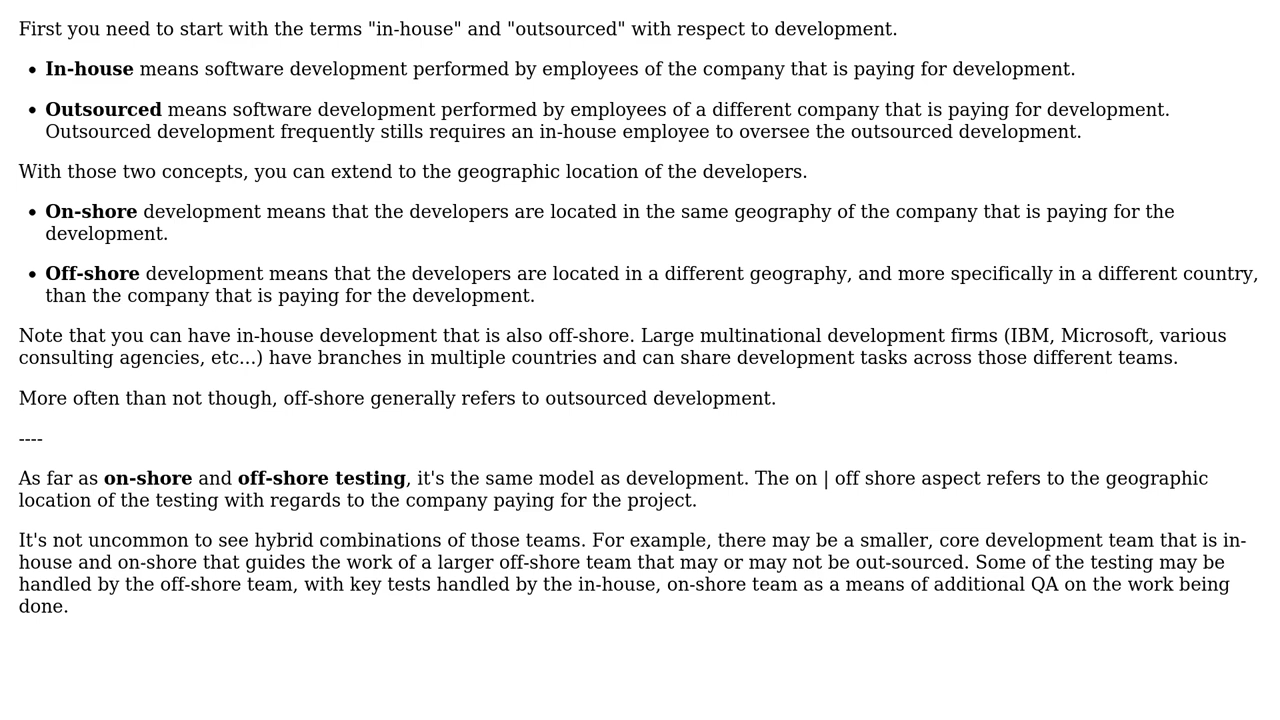 First you need to start with the terms "in-house" and "outsourced" with respect to development.
• In-house means software development performed by employees of the company that is paying for development.
• Outsourced means software development performed by employees of a different company that is paying for development.
Outsourced development frequently stills requires an in-house employee to oversee the outsourced development.
With those two concepts, you can extend to the geographic location of the developers.
• On-shore development means that the developers are located in the same geography of the company that is paying for the
development.
• Off-shore development means that the developers are located in a different geography, and more specifically in a different country,
than the company that is paying for the development.
Note that you can have in-house development that is also off-shore. Large multinational development firms (IBM, Microsoft, various
consulting agencies, etc...) have branches in multiple countries and can share development tasks across those different teams.
More often than not though, off-shore generally refers to outsourced development.
----
As far as on-shore and off-shore testing, it's the same model as development. The on | off shore aspect refers to the geographic
location of the testing with regards to the company paying for the project.
It's not uncommon to see hybrid combinations of those teams. For example, there may be a smaller, core development team that is in-
house and on-shore that guides the work of a larger off-shore team that may or may not be out-sourced. Some of the testing may be
handled by the off-shore team, with key tests handled by the in-house, on-shore team as a means of additional QA on the work being
done.